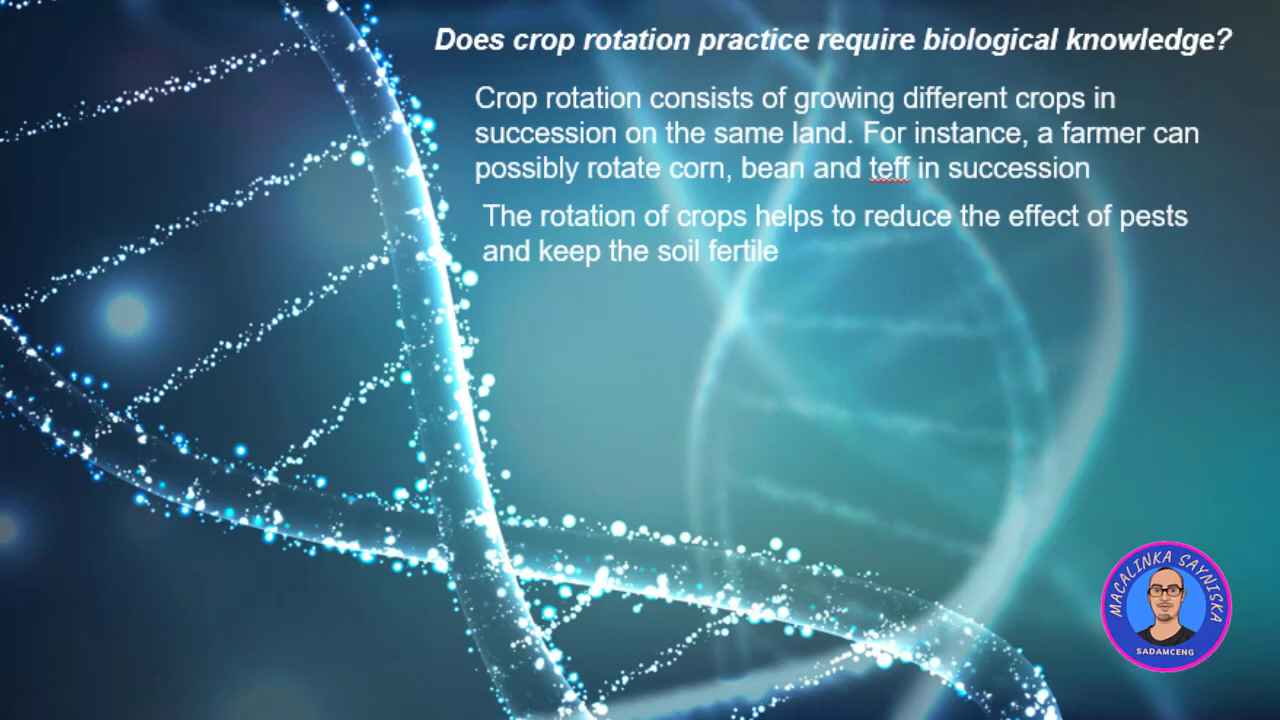 Does crop rotation practice require biological knowledge?
Crop rotation consists of growing different crops in
succession on the same land. For instance, a farmer can
possibly rotate corn, bean and teff in succession
The rotation of crops helps to reduce the effect of pests
and keep the soil fertile
MACALINKA SAYNISKA
SADAMCENG